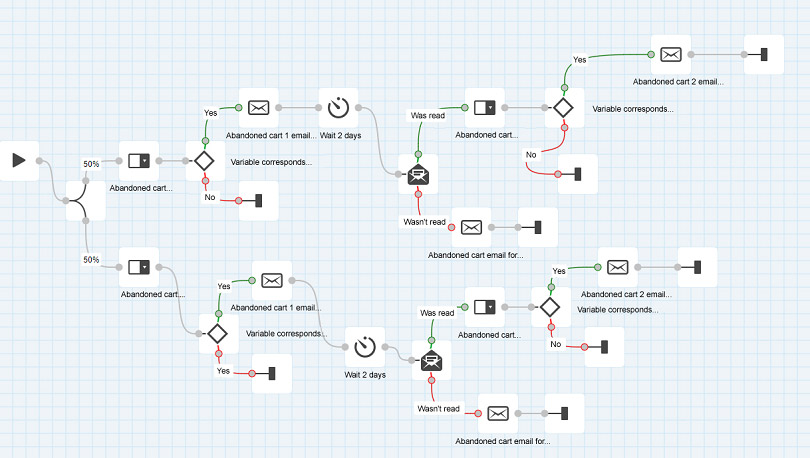 Yes
Abandoned cart 2 email...
Yes
Abandoned cart 1 email...
Wait 2 days
Was read
Abandoned cart...
Variable corresponds...
No
50%
Abandoned cart...
Variable corresponds...
No
Wasn't read
Abandoned cart email for...
50%
Abandoned cart...
Yes
Abandoned cart 1 email...
Variable corresponds...
Yes
Wait 2 days
Was read
Abandoned cart...
Yes
Abandoned cart 2 email...
Variable corresponds...
No
Wasn't read
Abandoned cart email for...